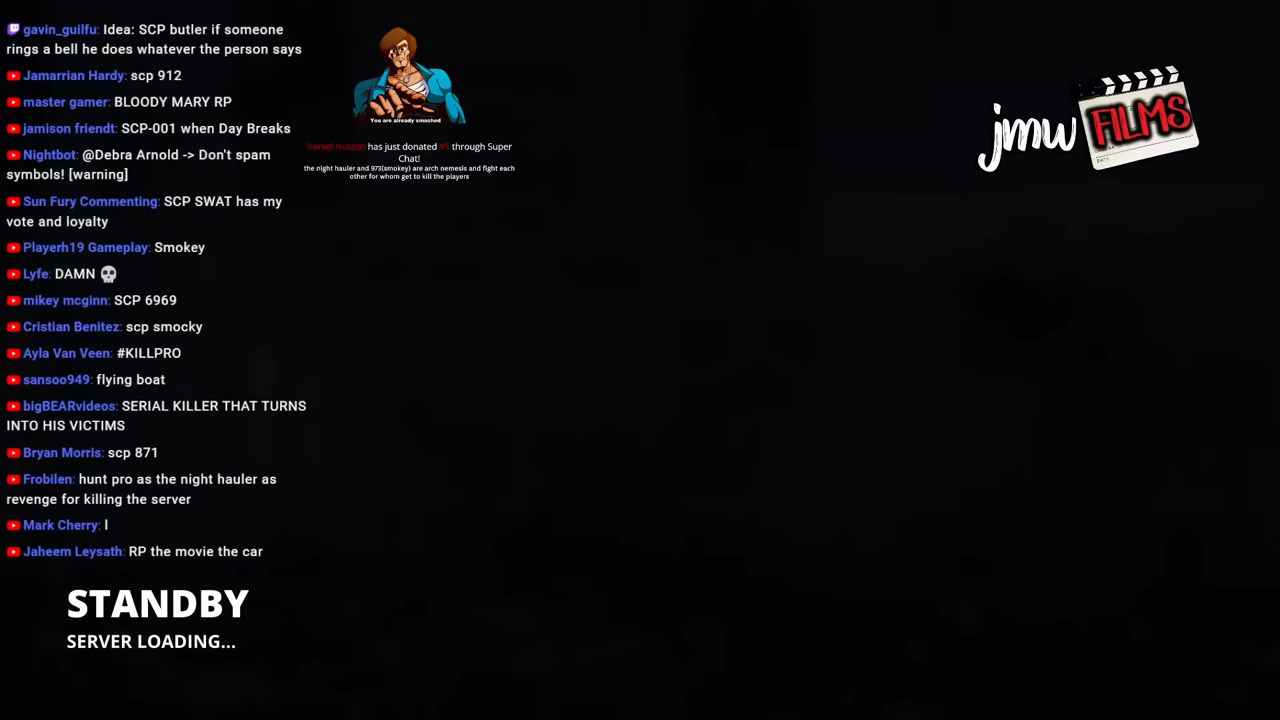 gavin_guilfu: Idea: SCP butler if someone
rings a bell he does whatever the person says
Jamarrian Hardy: scp 912
master gamer: BLOODY MARY RP
jamison friendt: SCP-001 when Day Breaks
Nightbot: @Debra Arnold -> Don't spam
symbols! [warning]
Sun Fury Commenting: SCP SWAT has my
vote and loyalty
Playerh19 Gameplay: Smokey
Lyfe: DAMN 💀
mikey mcginn: SCP 6969
Cristian Benitez: scp smocky
Ayla Van Veen: #KILLPRO
sansoo949: flying boat
bigBEARvideos: SERIAL KILLER THAT TURNS
INTO HIS VICTIMS
Bryan Morris: scp 871
Frobilen: hunt pro as the night hauler as
revenge for killing the server
Mark Cherry: l
Jaheem Leysath: RP the movie the car
STANDBY
SERVER LOADING...
You are already smashed
Daniel Huston has just donated $5 through Super
Chat!
the night hauler and 973(smokey) are arch nemesis and fight each
other for whom get to kill the players
jmw FILMS